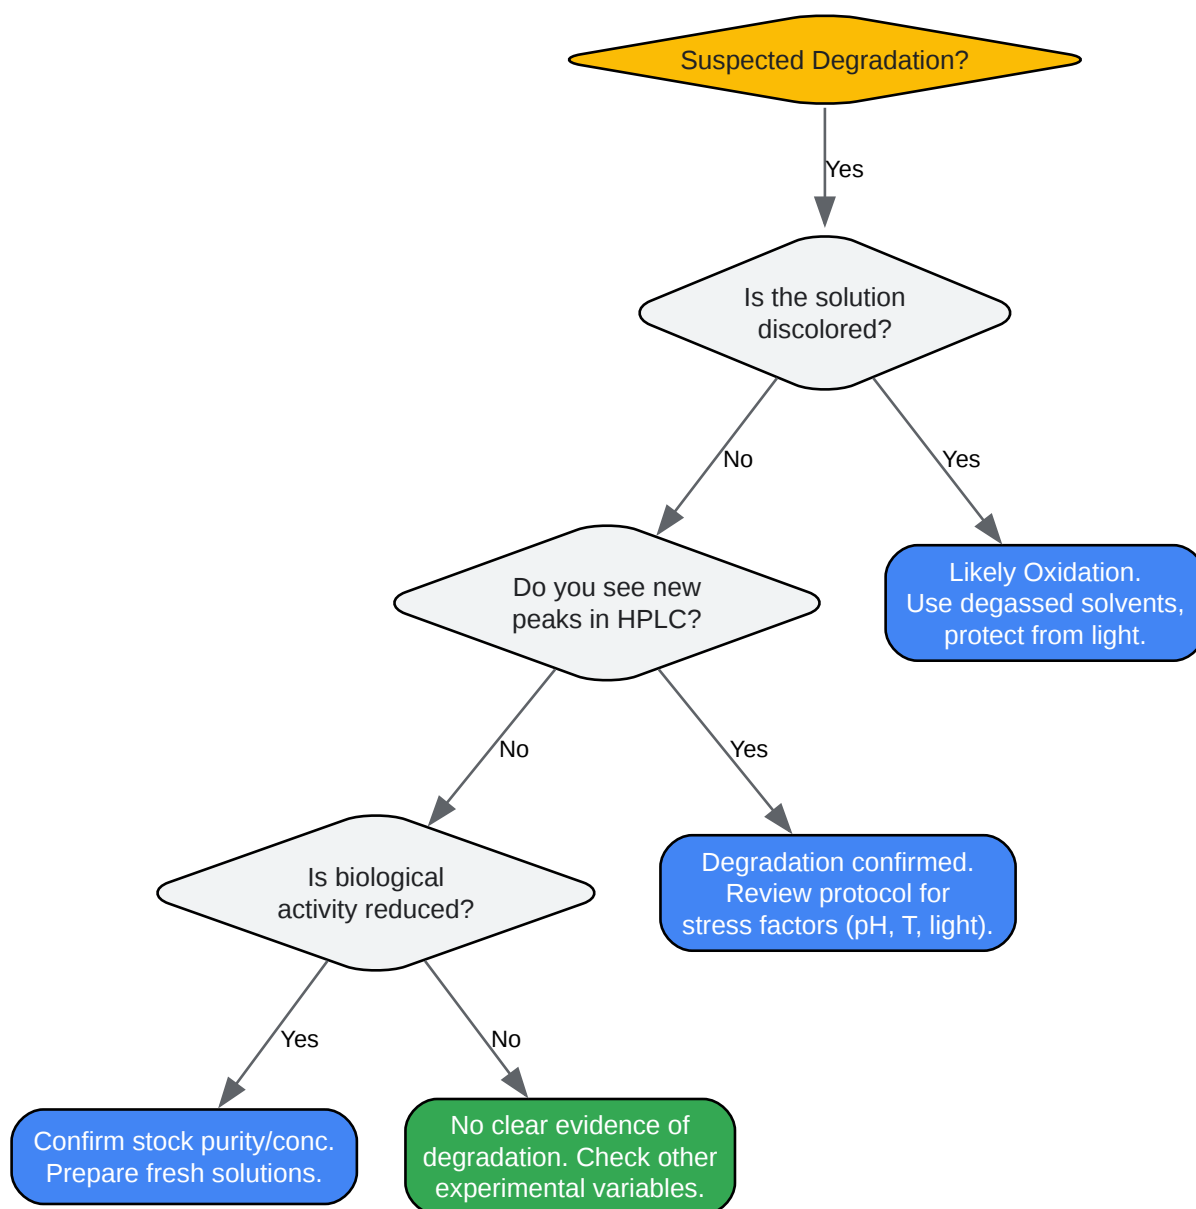 Suspected Degradation?
Yes
Is the solution
discolored?
No
Yes
Likely Oxidation.
Use degassed solvents,
protect from light.
Do you see new
peaks in HPLC?
No
Yes
Degradation confirmed.
Review protocol for
stress factors (pH, T, light).
Is biological
activity reduced?
Yes
No
Confirm stock purity/conc.
Prepare fresh solutions.
No clear evidence of
degradation. Check other
experimental variables.